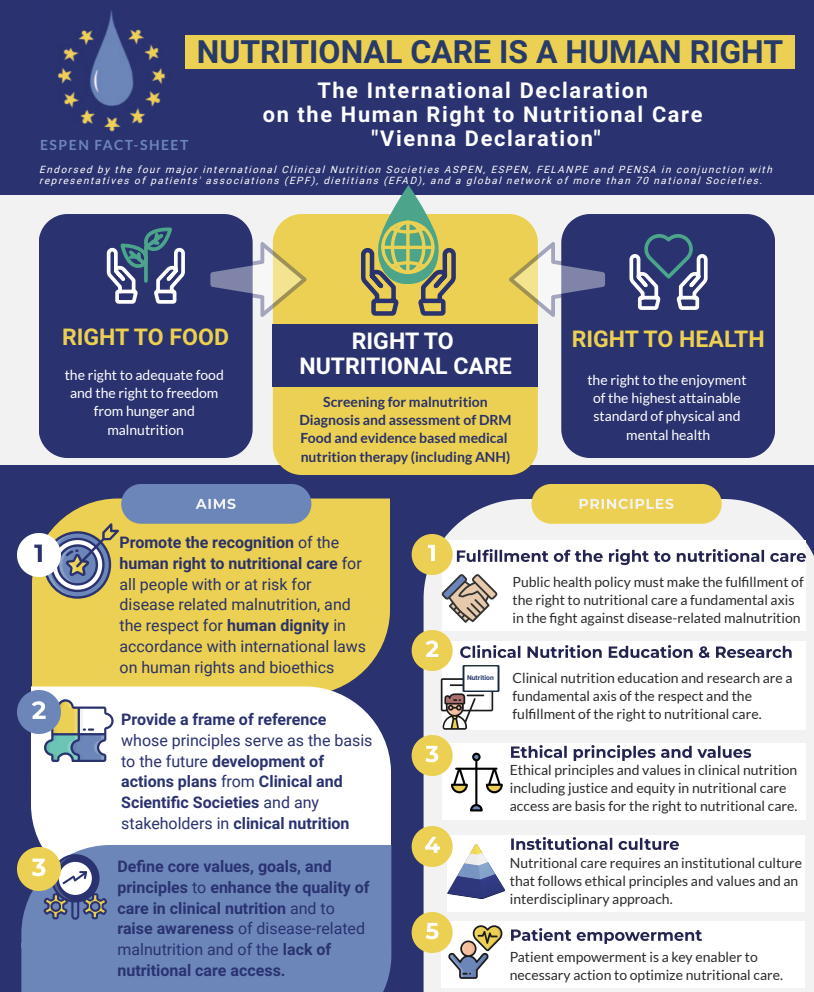 NUTRITIONAL CARE IS A HUMAN RIGHT
The International Declaration
on the Human Right to Nutritional Care
"Vienna Declaration"
ESPEN FACT-SHEET
Endorsed by the four major international Clinical Nutrition Societies ASPEN, ESPEN, FELANPE and PENSA in conjunction with
representatives of patients' associations (EPF), dietitians (EFAD), and a global network of more than 70 national Societies.
RIGHT TO FOOD
the right to adequate food
and the right to freedom
from hunger and
malnutrition
RIGHT TO
NUTRITIONAL CARE
Screening for malnutrition
Diagnosis and assessment of DRM
Food and evidence based medical
nutrition therapy (including ANH)
RIGHT TO HEALTH
the right to the enjoyment
of the highest attainable
standard of physical and
mental health
AIMS
1
Promote the recognition of the
human right to nutritional care for
all people with or at risk for
disease related malnutrition, and
the respect for human dignity in
accordance with international laws
on human rights and bioethics
2
Provide a frame of reference
whose principles serve as the basis
to the future development of
actions plans from Clinical and
Scientific Societies and any
stakeholders in clinical nutrition
3
Define core values, goals, and
principles to enhance the quality of
care in clinical nutrition and to
raise awareness of disease-related
malnutrition and of the lack of
nutritional care access.
PRINCIPLES
1
Fulfillment of the right to nutritional care
Public health policy must make the fulfillment of
the right to nutritional care a fundamental axis
in the fight against disease-related malnutrition
2
Clinical Nutrition Education & Research
Nutrition
Clinical nutrition education and research are a
fundamental axis of the respect and the
fulfillment of the right to nutritional care.
3
Ethical principles and values
Ethical principles and values in clinical nutrition
including justice and equity in nutritional care
access are basis for the right to nutritional care.
4
Institutional culture
Nutritional care requires an institutional culture
that follows ethical principles and values and an
interdisciplinary approach.
5
Patient empowerment
Patient empowerment is a key enabler to
necessary action to optimize nutritional care.